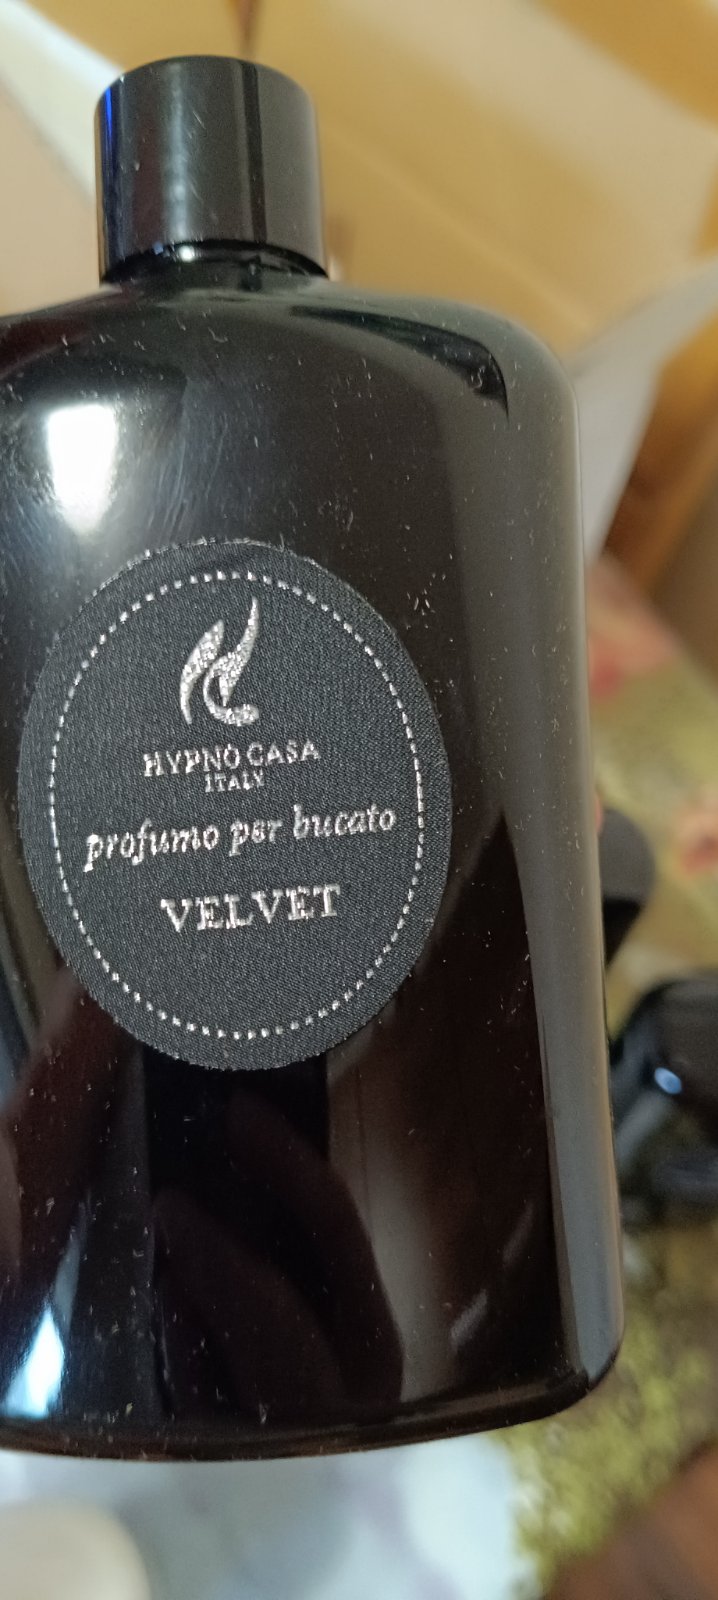 HYPNO CASA
ITALY
profumo per bucato
VELVET